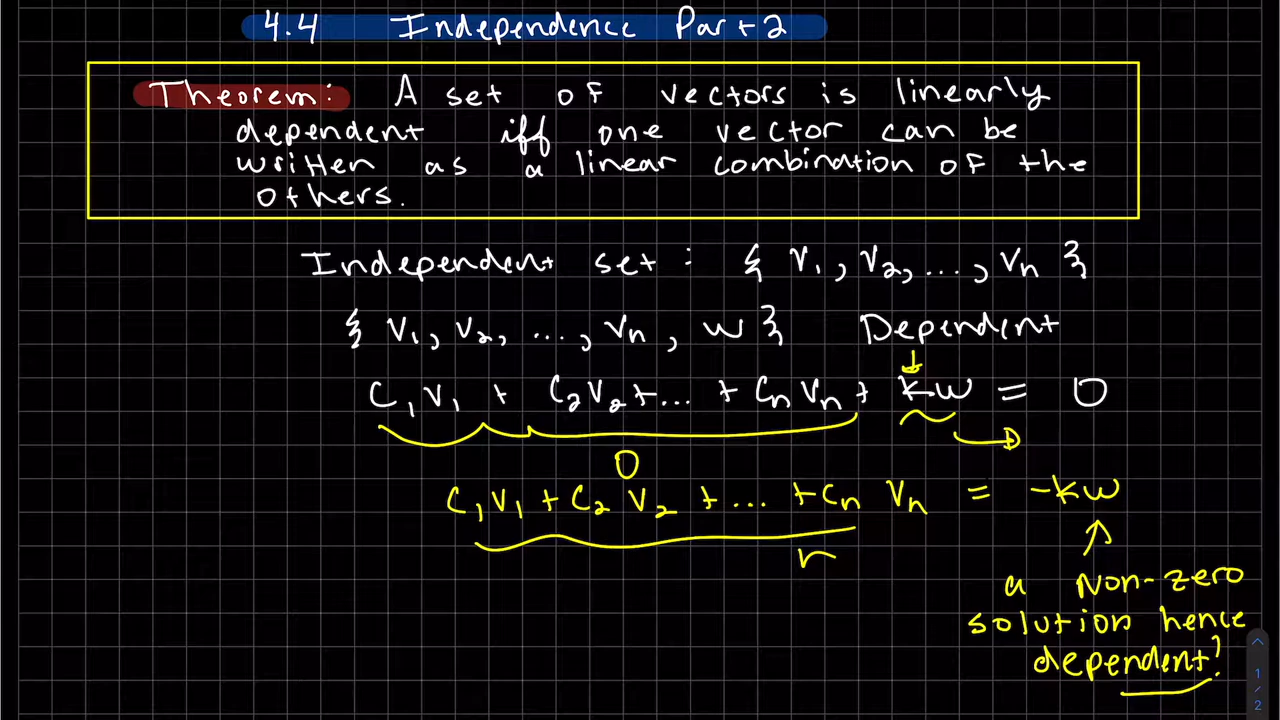 4.4 Independence Part 2
Theorem: A set of vectors is linearly
dependent iff one vector can be
written as a linear combination of the
others.
Independent set : { v₁, v₂, ..., vₙ }
{ v₁, v₂, ..., vₙ, w } Dependent
c₁v₁ + c₂v₂ + ... + cₙvₙ + kw = 0
0
c₁v₁ + c₂v₂ + ... + cₙvₙ = -kw
a Non-zero
solution hence
dependent!
1
/
2